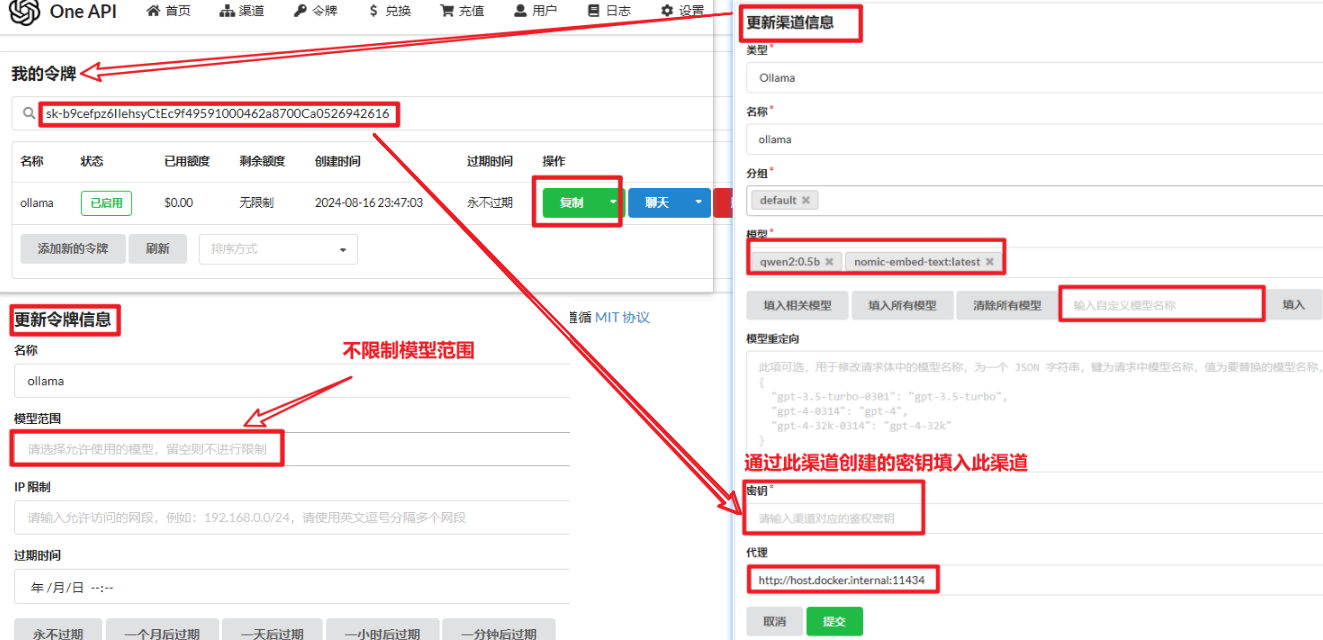 One API 首页 渠道 令牌 $ 兑换 充值 用户 日志 设置
我的令牌
sk-b9cefpz6IlehsyCtEc9f49591000462a8700Ca0526942616
名称 状态 已用额度 剩余额度 创建时间 过期时间 操作
ollama 已启用 $0.00 无限制 2024-08-16 23:47:03 永不过期 复制 聊天
添加新的令牌 刷新 排序方式
遵循 MIT 协议
更新令牌信息
不限制模型范围
名称
ollama
模型范围
请选择允许使用的模型，留空则不进行限制
IP 限制
请输入允许访问的网段，例如：192.168.0.0/24，请使用英文逗号分隔多个网段
过期时间
年 /月/日 --:--
永不过期 一个月后过期 一天后过期 一小时后过期 一分钟后过期
更新渠道信息
类型*
Ollama
名称*
ollama
分组*
default ×
模型*
qwen2:0.5b × nomic-embed-text:latest ×
填入相关模型 填入所有模型 清除所有模型 输入自定义模型名称 填入
模型重定向
此项可选，用于修改请求体中的模型名称，为一个 JSON 字符串，键为请求中模型名称，值为要替换的模型名称，
{
"gpt-3.5-turbo-0301": "gpt-3.5-turbo",
"gpt-4-0314": "gpt-4",
"gpt-4-32k-0314": "gpt-4-32k"
}
通过此渠道创建的密钥填入此渠道
密钥*
请输入渠道对应的鉴权密钥
代理
http://host.docker.internal:11434
取消 提交